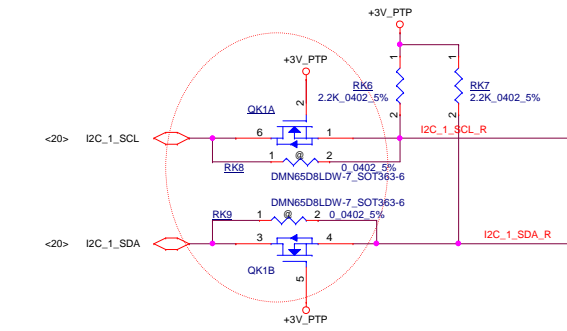 +3V_PTP
+3V_PTP
1
1
RK6
2.2K_0402_5%
RK7
2.2K_0402_5%
2
QK1A
2
2
<20>
I2C_1_SCL
6
1
I2C_1_SCL_R
RK8
1
@
2
0_0402_5%
DMN65D8LDW-7_SOT363-6
DMN65D8LDW-7_SOT363-6
RK9
1
@
2
0_0402_5%
<20>
I2C_1_SDA
3
4
I2C_1_SDA_R
QK1B
5
+3V_PTP